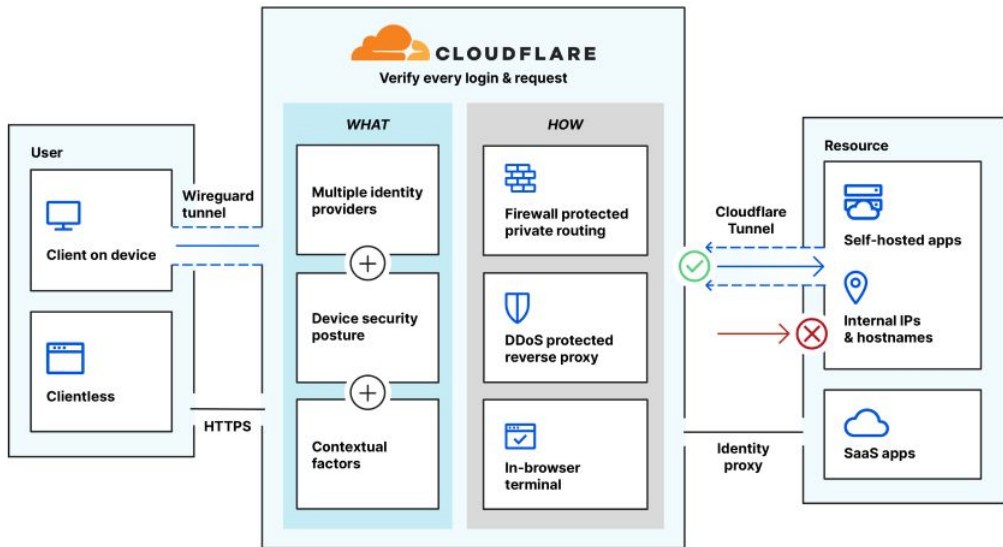 CLOUDFLARE
Verify every login & request
User
Client on device
Clientless
Wireguard
tunnel
HTTPS
WHAT
Multiple identity
providers
Device security
posture
Contextual
factors
HOW
Firewall protected
private routing
DDoS protected
reverse proxy
In-browser
terminal
Cloudflare
Tunnel
Identity
proxy
Resource
Self-hosted apps
Internal IPs
& hostnames
SaaS apps